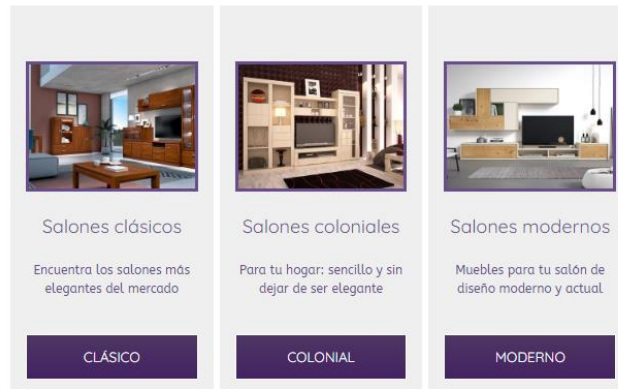 Salones clásicos
Encuentra los salones más
elegantes del mercado
CLÁSICO
Salones coloniales
Para tu hogar: sencillo y sin
dejar de ser elegante
COLONIAL
Salones modernos
Muebles para tu salón de
diseño moderno y actual
MODERNO